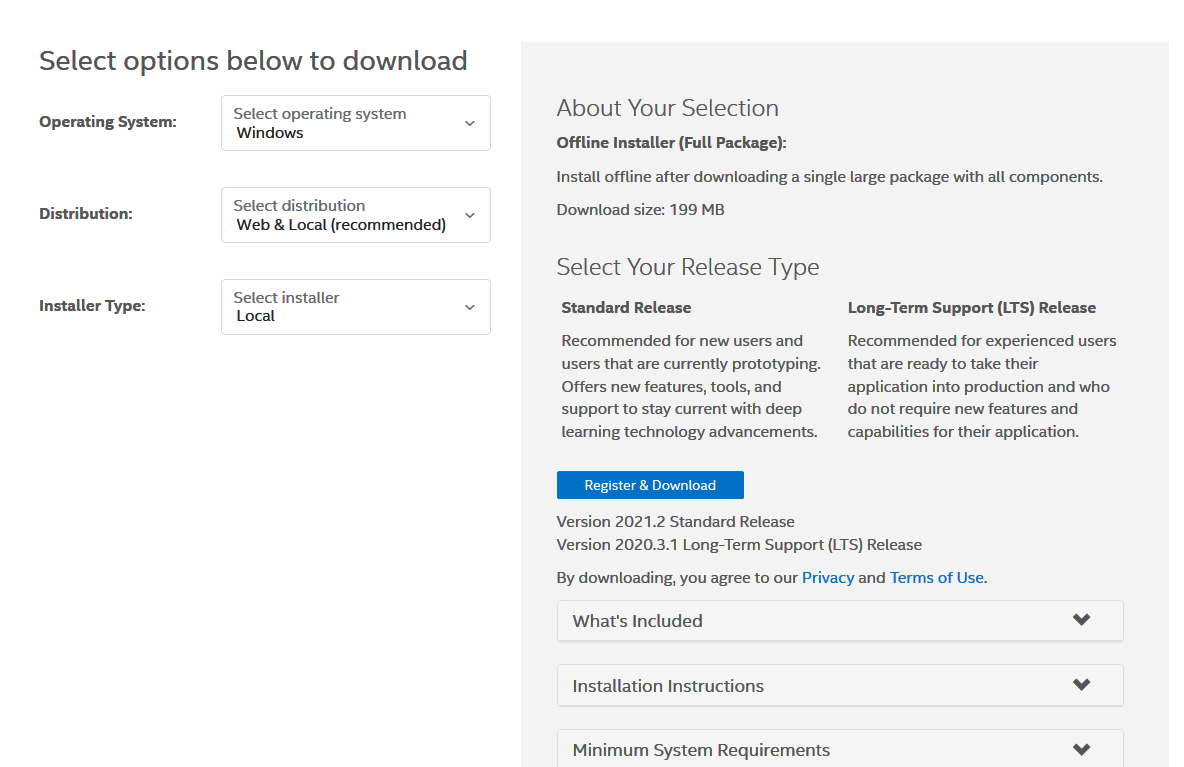 Select options below to download
Operating System:
Select operating system
Windows
Distribution:
Select distribution
Web & Local (recommended)
Installer Type:
Select installer
Local
About Your Selection
Offline Installer (Full Package):
Install offline after downloading a single large package with all components.
Download size: 199 MB
Select Your Release Type
Standard Release
Recommended for new users and
users that are currently prototyping.
Offers new features, tools, and
support to stay current with deep
learning technology advancements.
Long-Term Support (LTS) Release
Recommended for experienced users
that are ready to take their
application into production and who
do not require new features and
capabilities for their application.
Register & Download
Version 2021.2 Standard Release
Version 2020.3.1 Long-Term Support (LTS) Release
By downloading, you agree to our Privacy and Terms of Use.
What's Included
Installation Instructions
Minimum System Requirements